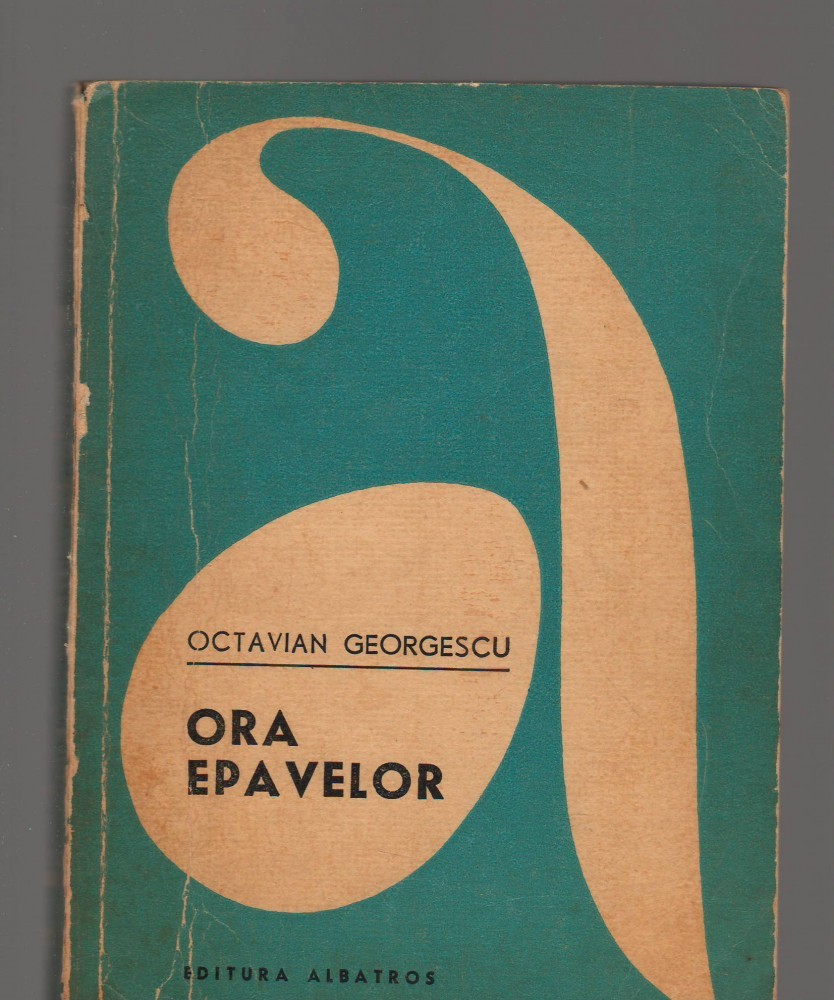 a
OCTAVIAN GEORGESCU
ORA
EPAVELOR
EDITURA ALBATROS